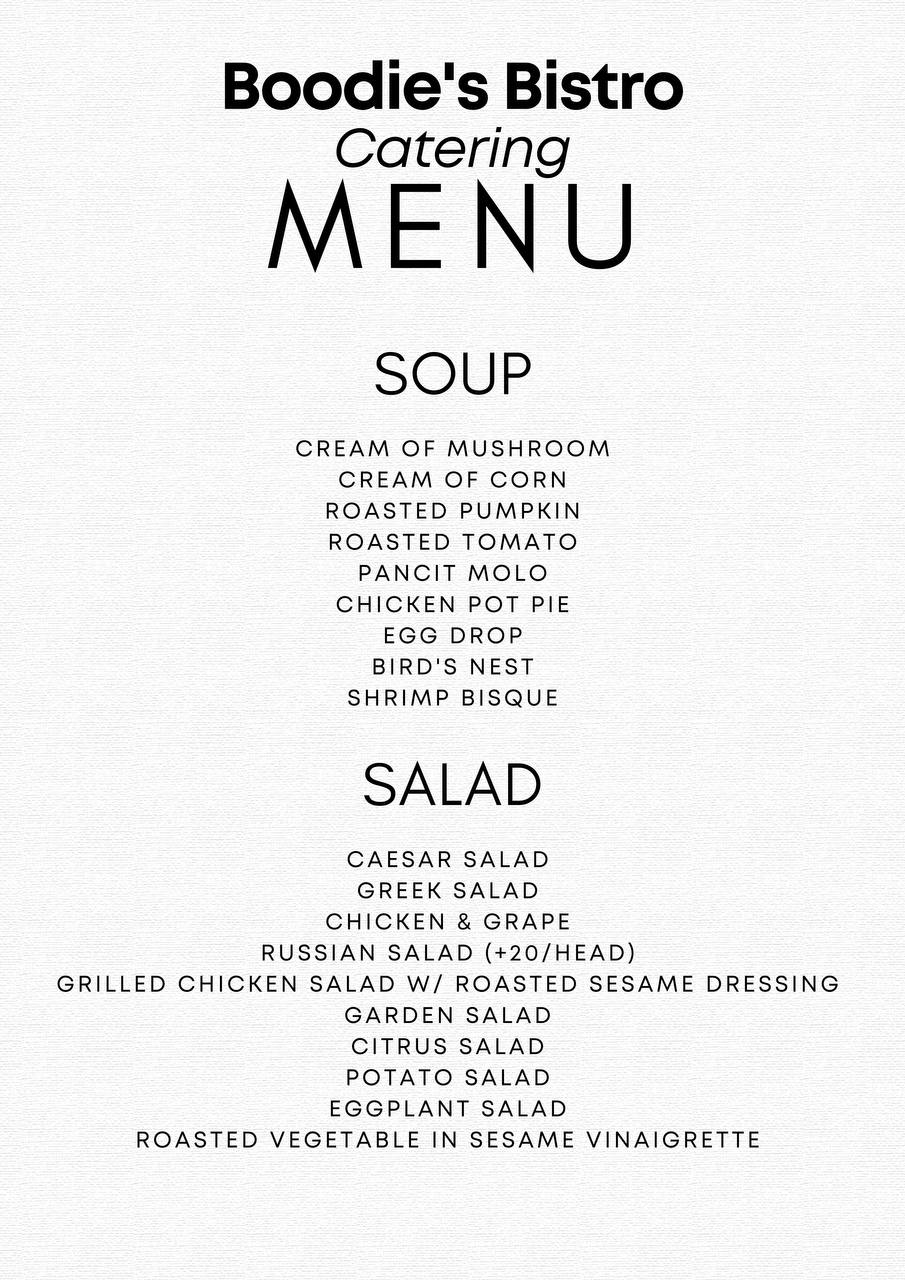 Boodie's Bistro
Catering
MENU
SOUP
CREAM OF MUSHROOM
CREAM OF CORN
ROASTED PUMPKIN
ROASTED TOMATO
PANCIT MOLO
CHICKEN POT PIE
EGG DROP
BIRD'S NEST
SHRIMP BISQUE
SALAD
CAESAR SALAD
GREEK SALAD
CHICKEN & GRAPE
RUSSIAN SALAD (+20/HEAD)
GRILLED CHICKEN SALAD W/ ROASTED SESAME DRESSING
GARDEN SALAD
CITRUS SALAD
POTATO SALAD
EGGPLANT SALAD
ROASTED VEGETABLE IN SESAME VINAIGRETTE